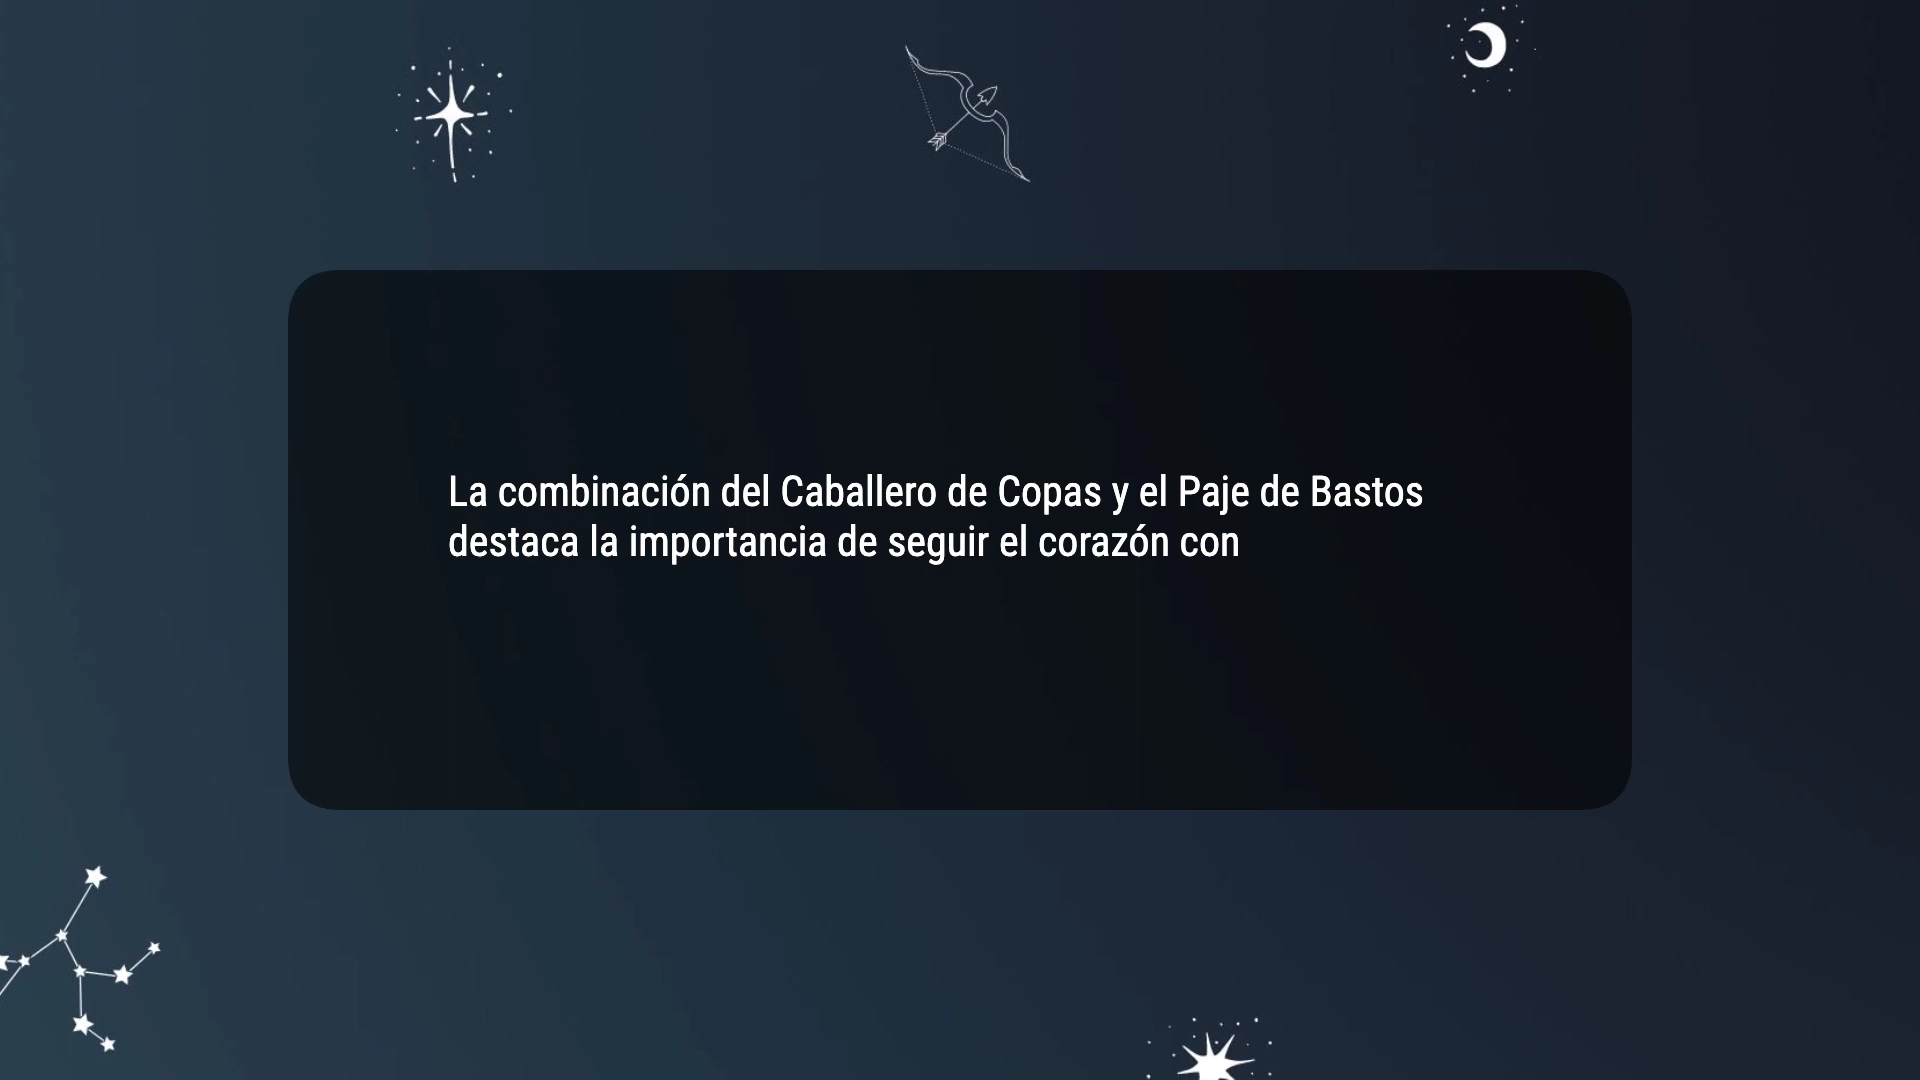 La combinación del Caballero de Copas y el Paje de Bastos
destaca la importancia de seguir el corazón con